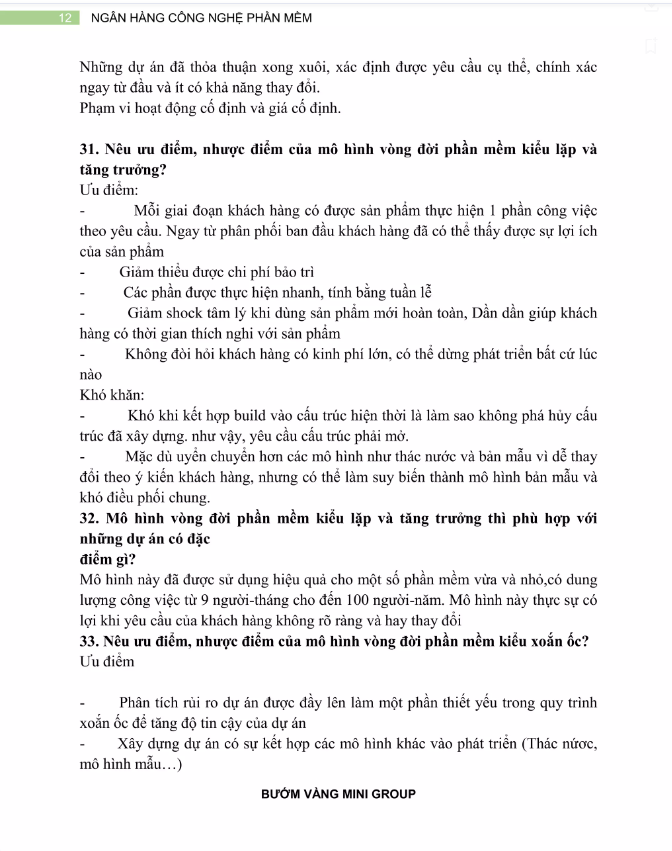 12 NGÂN HÀNG CÔNG NGHỆ PHẦN MỀM
Những dự án đã thỏa thuận xong xuôi, xác định được yêu cầu cụ thể, chính xác
ngay từ đầu và ít có khả năng thay đổi.
Phạm vi hoạt động cố định và giá cố định.
31. Nêu ưu điểm, nhược điểm của mô hình vòng đời phần mềm kiểu lặp và
tăng trưởng?
Ưu điểm:
- Mỗi giai đoạn khách hàng có được sản phẩm thực hiện 1 phần công việc
theo yêu cầu. Ngay từ phân phối ban đầu khách hàng đã có thể thấy được sự lợi ích
của sản phẩm
- Giảm thiểu được chi phí bảo trì
- Các phần được thực hiện nhanh, tính bằng tuần lễ
- Giảm shock tâm lý khi dùng sản phẩm mới hoàn toàn, Dần dần giúp khách
hàng có thời gian thích nghi với sản phẩm
- Không đòi hỏi khách hàng có kinh phí lớn, có thể dừng phát triển bất cứ lúc
nào
Khó khăn:
- Khó khi kết hợp build vào cấu trúc hiện thời là làm sao không phá hủy cấu
trúc đã xây dựng. như vậy, yêu cầu cấu trúc phải mở.
- Mặc dù uyển chuyển hơn các mô hình như thác nước và bản mẫu vì dễ thay
đổi theo ý kiến khách hàng, nhưng có thể làm suy biến thành mô hình bản mẫu và
khó điều phối chung.
32. Mô hình vòng đời phần mềm kiểu lặp và tăng trưởng thì phù hợp với
những dự án có đặc
điểm gì?
Mô hình này đã được sử dụng hiệu quả cho một số phần mềm vừa và nhỏ,có dung
lượng công việc từ 9 người-tháng cho đến 100 người-năm. Mô hình này thực sự có
lợi khi yêu cầu của khách hàng không rõ ràng và hay thay đổi
33. Nêu ưu điểm, nhược điểm của mô hình vòng đời phần mềm kiểu xoắn ốc?
Ưu điểm
- Phân tích rủi ro dự án được đẩy lên làm một phần thiết yếu trong quy trình
xoắn ốc để tăng độ tin cậy của dự án
- Xây dựng dự án có sự kết hợp các mô hình khác vào phát triển (Thác nứơc,
mô hình mẫu…)
BƯỚM VÀNG MINI GROUP